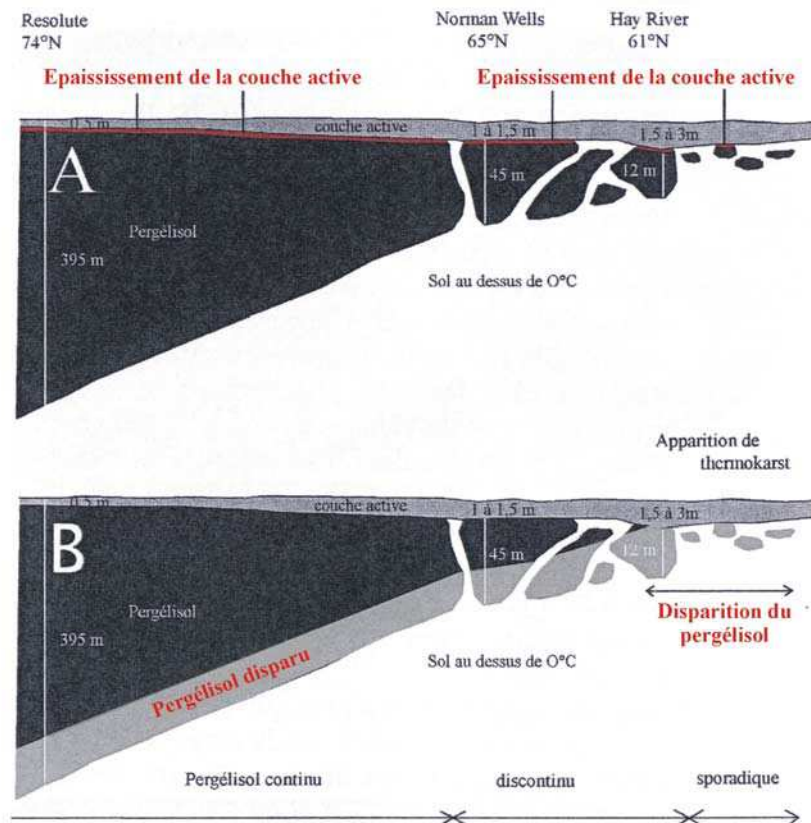 Resolute
74°N
Norman Wells
65°N
Hay River
61°N
Epaississement de la couche active
Epaississement de la couche active
0,5 m
couche active
1 à 1,5 m
1,5 à 3m
A
45 m
12 m
Pergélisol
395 m
Sol au dessus de O°C
Apparition de
thermokarst
0,5 m
couche active
1 à 1,5 m
1,5 à 3m
B
45 m
12 m
Disparition du
pergélisol
Pergélisol
395 m
Sol au dessus de O°C
Pergélisol disparu
Pergélisol continu
discontinu
sporadique